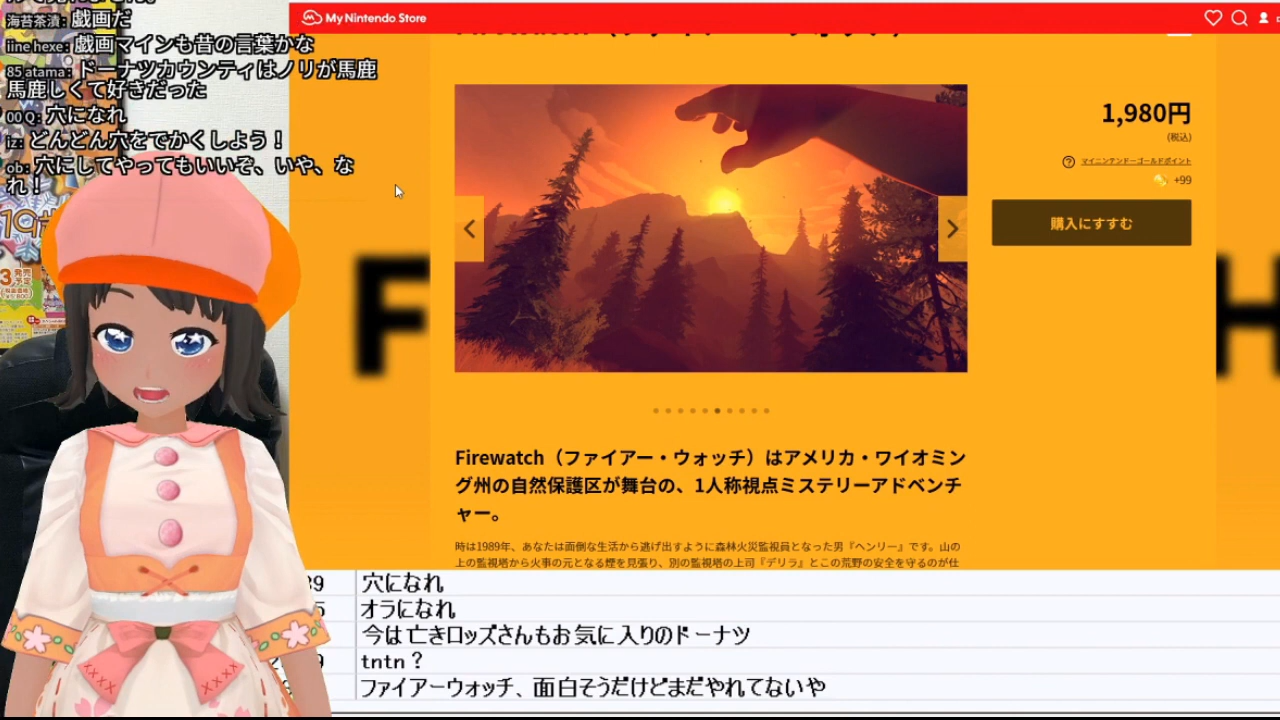 海苔茶漬: 戯画だ
iine hexe: 戯画マインも昔の言葉かな
85 atama: ドーナツカウンティはノリが馬鹿
馬鹿しくて好きだった
00 Q: 穴になれ
iz: どんどん穴をでかくしよう！
ob: 穴にしてやってもいいぞ、いや、な
れ！
My Nintendo Store
1,980円
(税込)
マイニンテンドーゴールドポイント
+99
購入にすすむ
F
H
Firewatch（ファイアー・ウォッチ）はアメリカ・ワイオミン
グ州の自然保護区が舞台の、1人称視点ミステリーアドベンチ
ャー。
時は1989年、あなたは面倒な生活から逃げ出すように森林火災監視員となった男『ヘンリー』です。山の
上の監視塔から火事の元となる煙を見張り、別の監視塔の上司『デリラ』とこの荒野の安全を守るのが仕
穴になれ
オラになれ
今は亡きロッズさんもお気に入りのドーナツ
tntn？
ファイアーウォッチ、面白そうだけどまだやれてないや